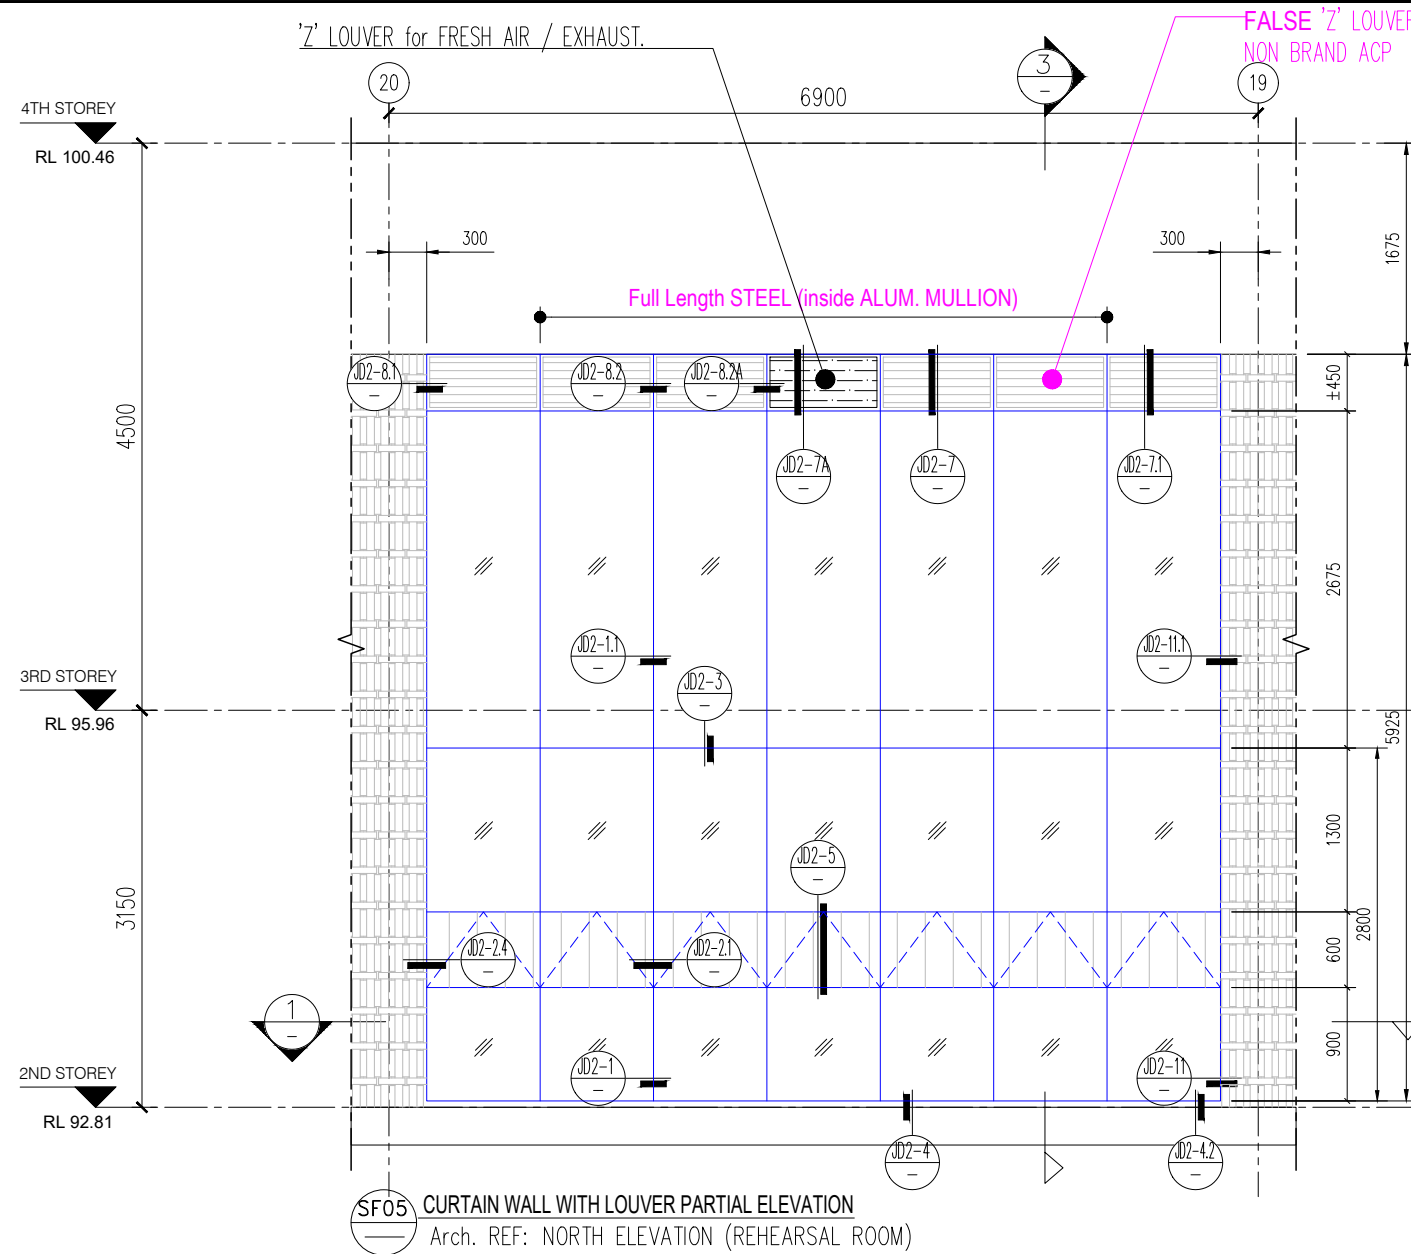 'Z' LOUVER for FRESH AIR / EXHAUST.
FALSE 'Z' LOUVER
NON BRAND ACP
20
3
–
19
6900
4TH STOREY
RL 100.46
300
300
1675
Full Length STEEL (inside ALUM. MULLION)
JD2-8.1
–
JD2-8.2
–
JD2-8.2A
–
±450
4500
JD2-7A
–
JD2-7
–
JD2-7.1
–
2675
JD2-1.1
–
JD2-11.1
–
3RD STOREY
RL 95.96
JD2-3
–
5925
1300
JD2-5
–
3150
2800
JD2-2.4
–
JD2-2.1
–
600
1
–
900
JD2-1
–
JD2-11
–
2ND STOREY
RL 92.81
JD2-4
–
JD2-4.2
–
SF05
—
CURTAIN WALL WITH LOUVER PARTIAL ELEVATION
Arch. REF: NORTH ELEVATION (REHEARSAL ROOM)